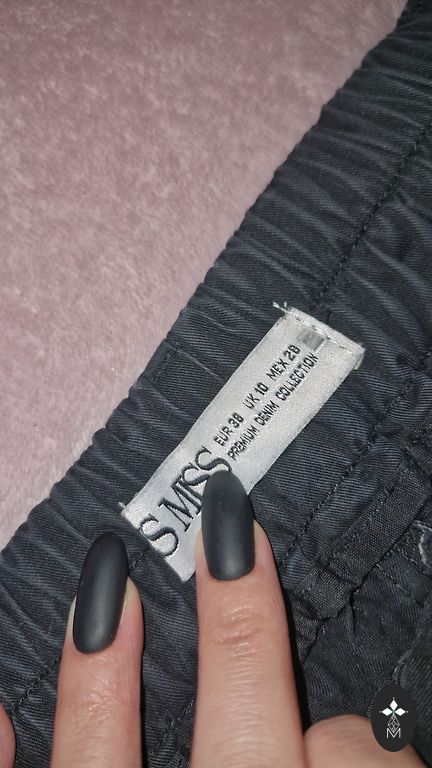 S MISS
EUR 38 UK 10 MEX 28
PREMIUM DENIM COLLECTION
M